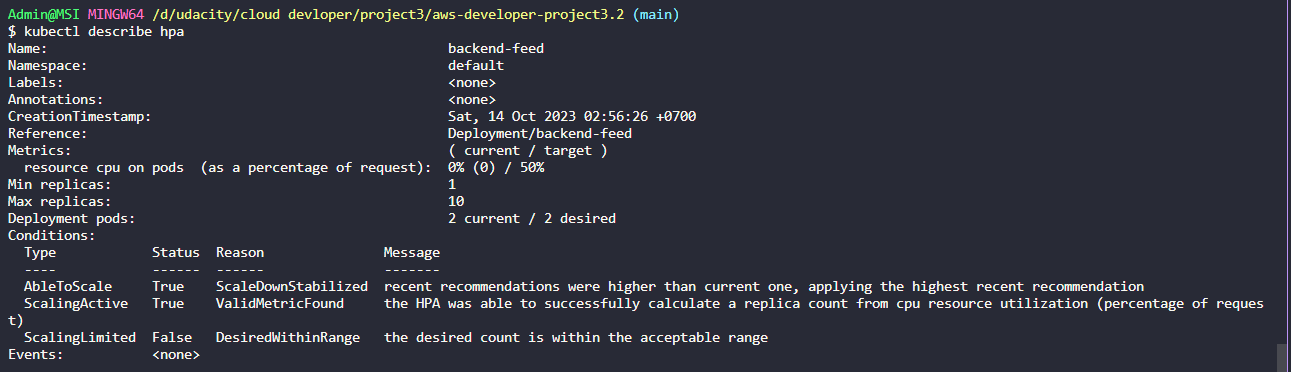 Admin@MSI MINGW64 /d/udacity/cloud devloper/project3/aws-developer-project3.2 (main)
$ kubectl describe hpa
Name:                                                  backend-feed
Namespace:                                             default
Labels:                                                <none>
Annotations:                                           <none>
CreationTimestamp:                                     Sat, 14 Oct 2023 02:56:26 +0700
Reference:                                             Deployment/backend-feed
Metrics:                                               ( current / target )
  resource cpu on pods  (as a percentage of request):  0% (0) / 50%
Min replicas:                                          1
Max replicas:                                          10
Deployment pods:                                       2 current / 2 desired
Conditions:
  Type            Status  Reason               Message
  ----            ------  ------               -------
  AbleToScale     True    ScaleDownStabilized  recent recommendations were higher than current one, applying the highest recent recommendation
  ScalingActive   True    ValidMetricFound     the HPA was able to successfully calculate a replica count from cpu resource utilization (percentage of reques
t)
  ScalingLimited  False   DesiredWithinRange   the desired count is within the acceptable range
Events:           <none>